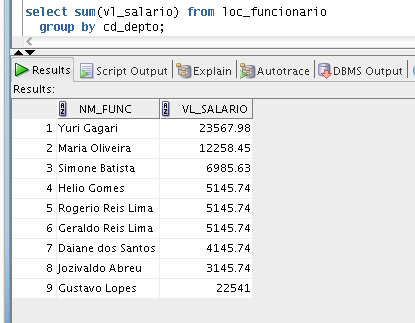 select sum(vl_salario) from loc_funcionario
group by cd_depto;
Results Script Output Explain Autotrace DBMS Output
Results:
NM_FUNC VL_SALARIO
1 Yuri Gagari 23567.98
2 Maria Oliveira 12258.45
3 Simone Batista 6985.63
4 Helio Gomes 5145.74
5 Rogerio Reis Lima 5145.74
6 Geraldo Reis Lima 5145.74
7 Daiane dos Santos 4145.74
8 Jozivaldo Abreu 3145.74
9 Gustavo Lopes 22541